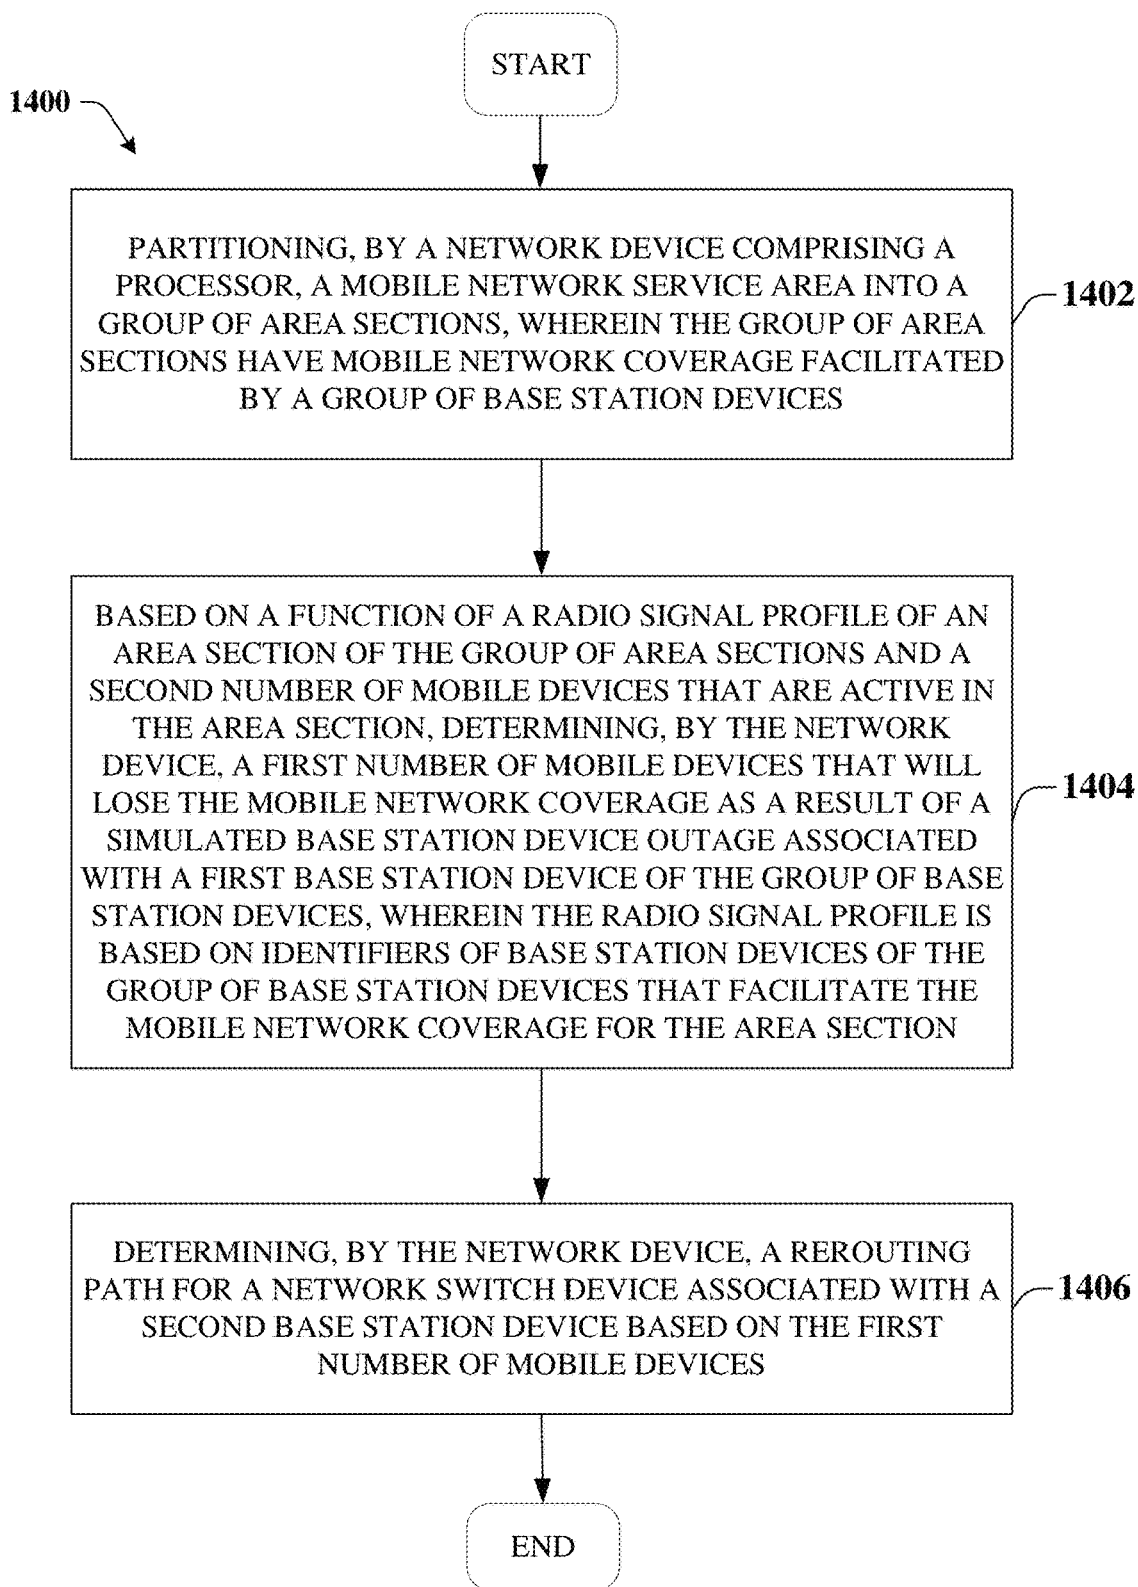 START
1400
PARTITIONING, BY A NETWORK DEVICE COMPRISING A
PROCESSOR, A MOBILE NETWORK SERVICE AREA INTO A
GROUP OF AREA SECTIONS, WHEREIN THE GROUP OF AREA
SECTIONS HAVE MOBILE NETWORK COVERAGE FACILITATED
BY A GROUP OF BASE STATION DEVICES
1402
BASED ON A FUNCTION OF A RADIO SIGNAL PROFILE OF AN
AREA SECTION OF THE GROUP OF AREA SECTIONS AND A
SECOND NUMBER OF MOBILE DEVICES THAT ARE ACTIVE IN
THE AREA SECTION, DETERMINING, BY THE NETWORK
DEVICE, A FIRST NUMBER OF MOBILE DEVICES THAT WILL
LOSE THE MOBILE NETWORK COVERAGE AS A RESULT OF A
SIMULATED BASE STATION DEVICE OUTAGE ASSOCIATED
WITH A FIRST BASE STATION DEVICE OF THE GROUP OF BASE
STATION DEVICES, WHEREIN THE RADIO SIGNAL PROFILE IS
BASED ON IDENTIFIERS OF BASE STATION DEVICES OF THE
GROUP OF BASE STATION DEVICES THAT FACILITATE THE
MOBILE NETWORK COVERAGE FOR THE AREA SECTION
1404
DETERMINING, BY THE NETWORK DEVICE, A REROUTING
PATH FOR A NETWORK SWITCH DEVICE ASSOCIATED WITH A
SECOND BASE STATION DEVICE BASED ON THE FIRST
NUMBER OF MOBILE DEVICES
1406
END